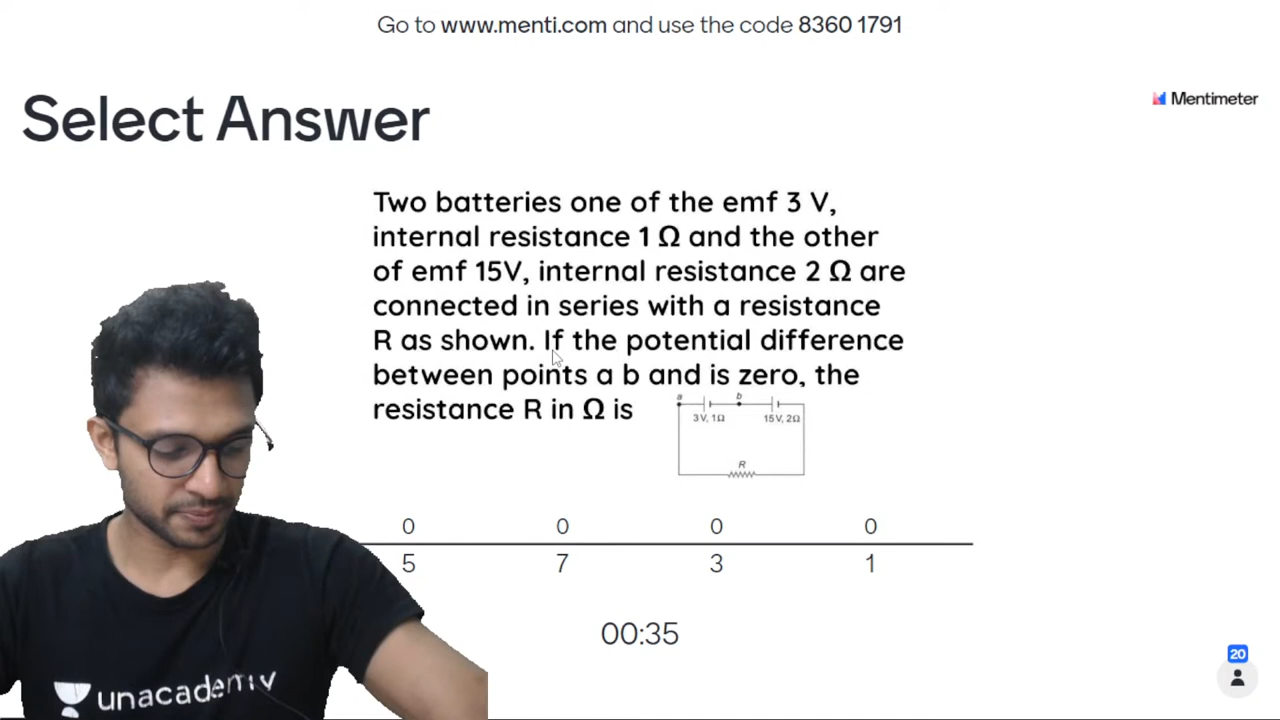 Go to www.menti.com and use the code 8360 1791
Select Answer
Mentimeter
Two batteries one of the emf 3 V,
internal resistance 1 Ω and the other
of emf 15V, internal resistance 2 Ω are
connected in series with a resistance
R as shown. If the potential difference
between points a b and is zero, the
resistance R in Ω is
a b
3V, 1Ω 15V, 2Ω
R
0 0 0 0
5 7 3 1
00:35
20
unacademy